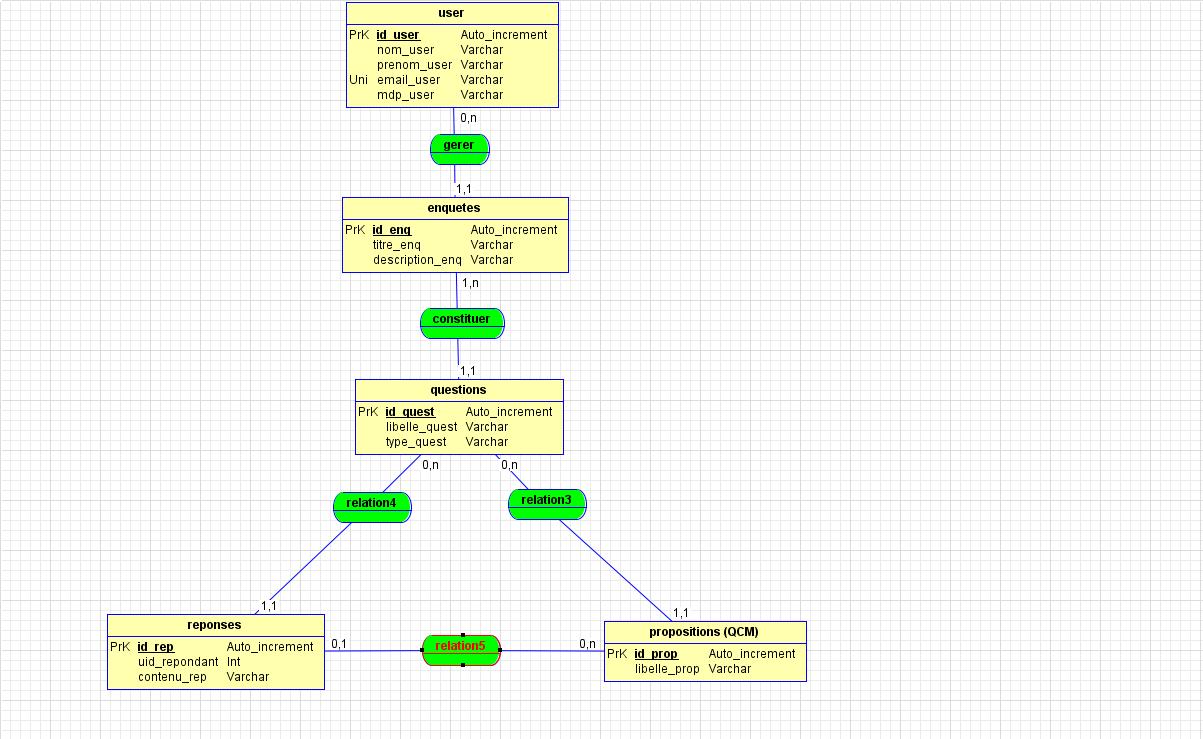 user
PrK id_user Auto_increment
nom_user Varchar
prenom_user Varchar
Uni email_user Varchar
mdp_user Varchar
0,n
gerer
1,1
enquetes
PrK id_enq Auto_increment
titre_enq Varchar
description_enq Varchar
1,n
constituer
1,1
questions
PrK id_quest Auto_increment
libelle_quest Varchar
type_quest Varchar
0,n 0,n
relation4 relation3
1,1 1,1
reponses
PrK id_rep Auto_increment
uid_repondant Int
contenu_rep Varchar
0,1 relation5 0,n
propositions (QCM)
PrK id_prop Auto_increment
libelle_prop Varchar